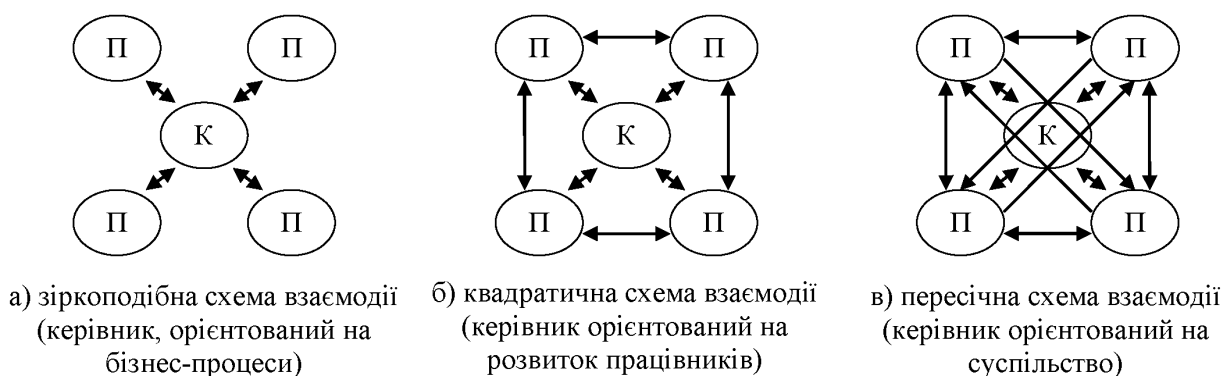 П П
К
П П
П П
К
П П
П П
К
П П
а) зіркоподібна схема взаємодії
(керівник, орієнтований на
бізнес-процеси)
б) квадратична схема взаємодії
(керівник орієнтований на
розвиток працівників)
в) пересічна схема взаємодії
(керівник орієнтований на
суспільство)